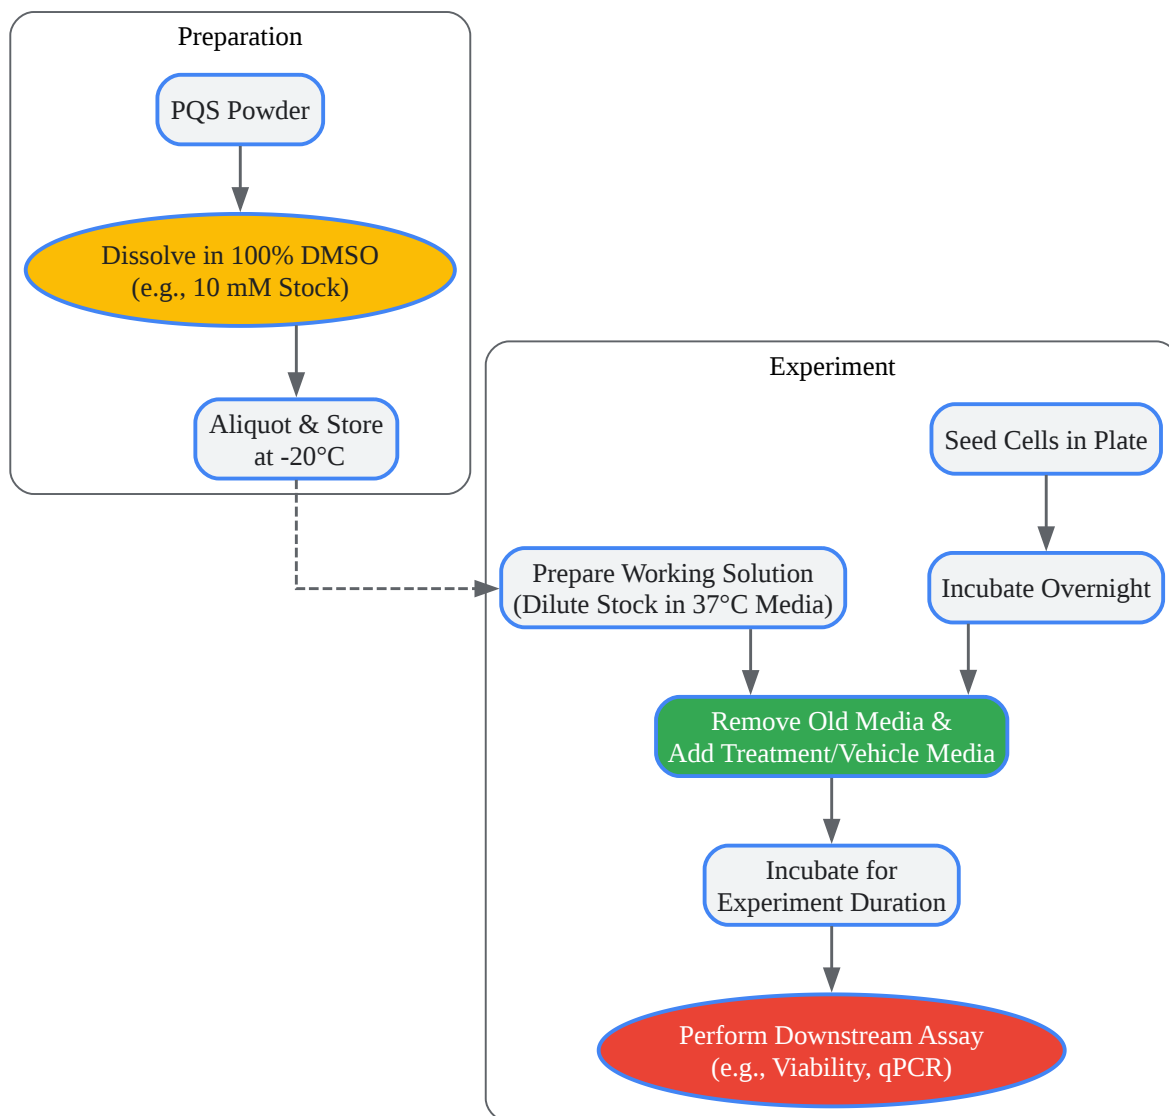 Preparation
PQS Powder
Dissolve in 100% DMSO
(e.g., 10 mM Stock)
Aliquot & Store
at -20°C
Experiment
Seed Cells in Plate
Prepare Working Solution
(Dilute Stock in 37°C Media)
Incubate Overnight
Remove Old Media &
Add Treatment/Vehicle Media
Incubate for
Experiment Duration
Perform Downstream Assay
(e.g., Viability, qPCR)